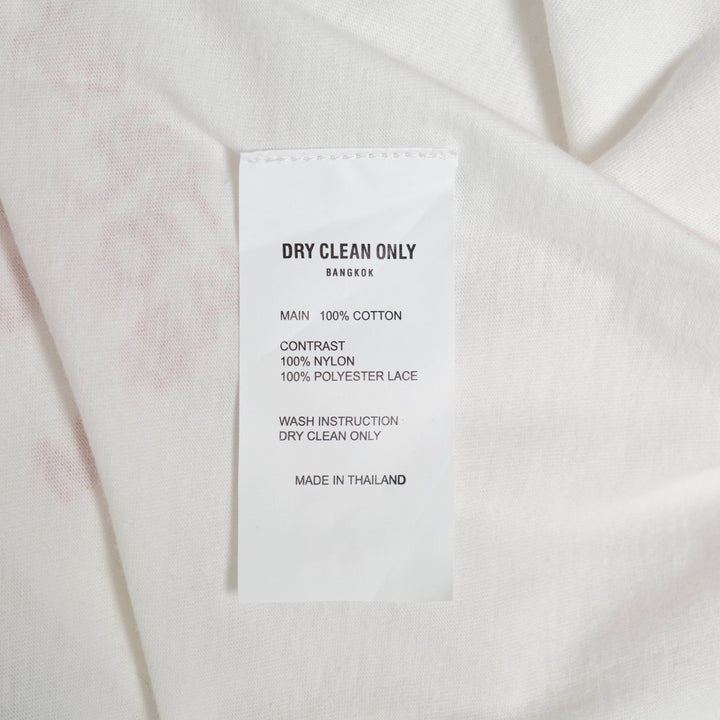 DRY CLEAN ONLY
BANGKOK
MAIN 100% COTTON
CONTRAST
100% NYLON
100% POLYESTER LACE
WASH INSTRUCTION
DRY CLEAN ONLY
MADE IN THAILAND